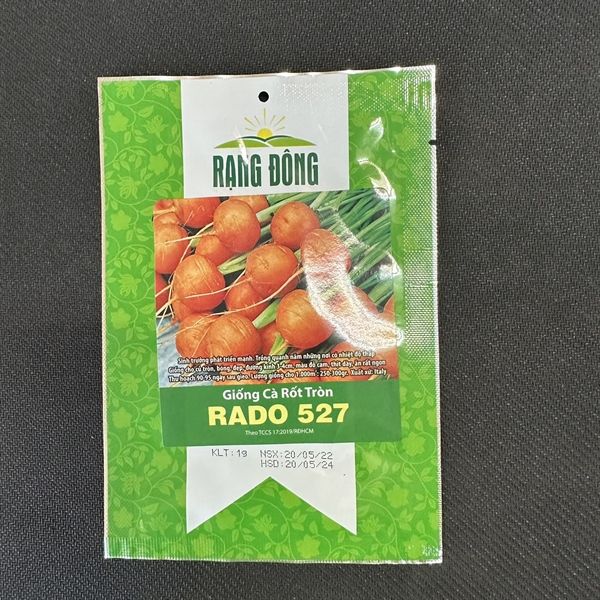 RẠNG ĐÔNG
Sinh trưởng phát triển mạnh. Trồng quanh năm những nơi có nhiệt độ thấp
Giống cho củ tròn, bóng, đẹp, đường kính 3-4cm, màu đỏ cam, thịt dày, ăn rất ngon
Thu hoạch 90-95 ngày sau gieo. Lượng giống cho 1.000m²: 250-300gr. Xuất xứ: Italy
Giống Cà Rốt Tròn
RADO 527
Theo TCCS 17:2019/RĐHCM
KLT:1g NSX:20/05/22
HSD:20/05/24